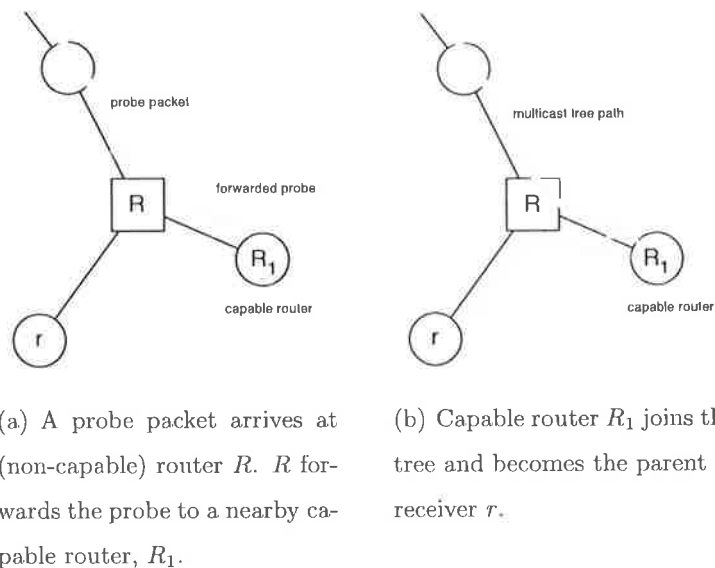 probe packet
R
forwarded probe
R1
capable router
r
multicast tree path
R
R1
capable router
r
(a) A probe packet arrives at
(non-capable) router R. R for-
wards the probe to a nearby ca-
pable router, R1.
(b) Capable router R1 joins th
tree and becomes the parent
receiver r.